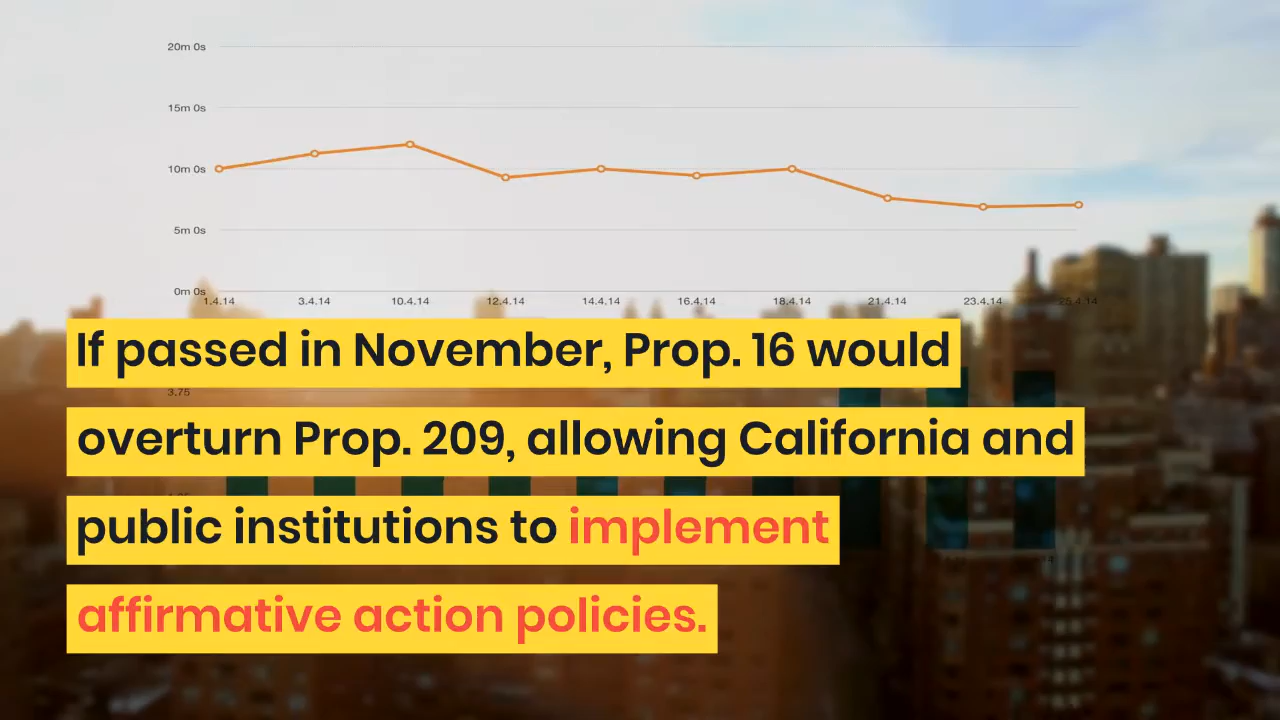 20m 0s
15m 0s
10m 0s
5m 0s
0m 0s
1.4.14 3.4.14 10.4.14 12.4.14 14.4.14 16.4.14 18.4.14 21.4.14 23.4.14 25.4.14
If passed in November, Prop. 16 would
3.75
overturn Prop. 209, allowing California and
public institutions to implement
affirmative action policies.